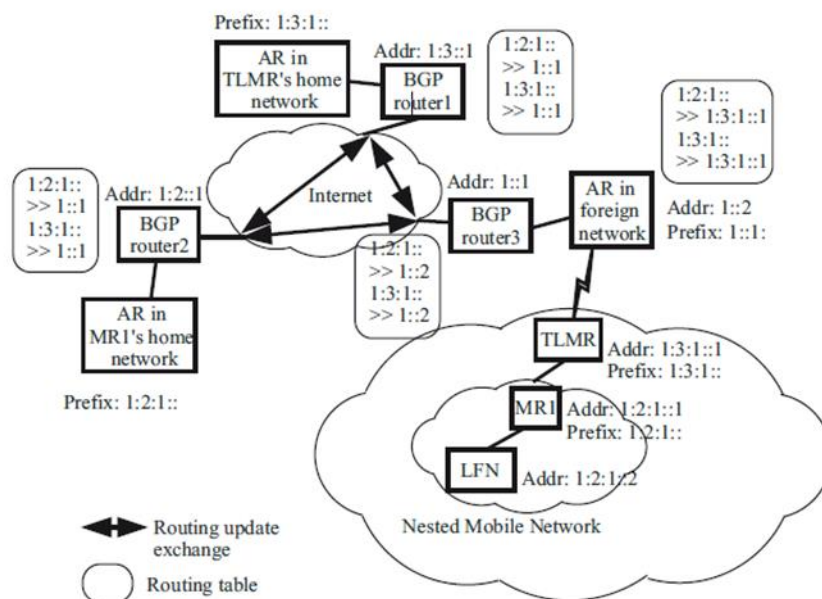 Prefix: 1:3:1::
AR in
TLMR's home
network
Addr: 1:3::1
BGP
router1
1:2:1::
>> 1::1
1:3:1::
>> 1::1
1:2:1::
>> 1:3:1::1
1:3:1::
>> 1:3:1::1
1:2:1::
>> 1::1
1:3:1::
>> 1::1
Addr: 1:2::1
BGP
router2
Internet
Addr: 1::1
BGP
router3
AR in
foreign
network
Addr: 1::2
Prefix: 1::1:
1:2:1::
>> 1::2
1:3:1::
>> 1::2
AR in
MR1's home
network
Prefix: 1:2:1::
TLMR
Addr: 1:3:1::1
Prefix: 1:3:1::
MR1
Addr: 1:2:1::1
Prefix: 1:2:1::
LFN
Addr: 1:2:1::2
Nested Mobile Network
Routing update
exchange
Routing table